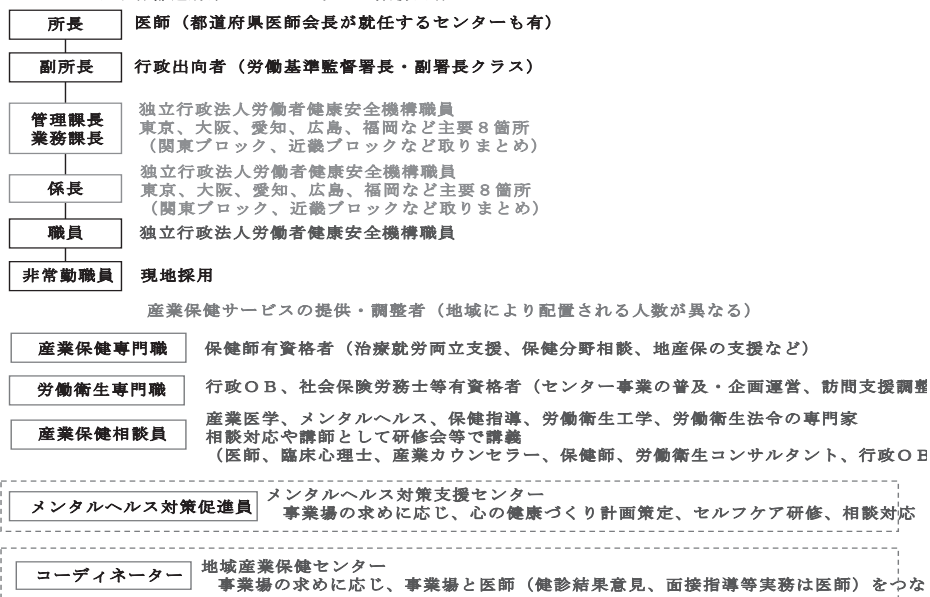 所長 医師（都道府県医師会長が就任するセンターも有）
副所長 行政出向者（労働基準監督署長・副署長クラス）
管理課長
業務課長
独立行政法人労働者健康安全機構職員
東京、大阪、愛知、広島、福岡など主要８箇所
（関東ブロック、近畿ブロックなど取りまとめ）
係長
独立行政法人労働者健康安全機構職員
東京、大阪、愛知、広島、福岡など主要８箇所
（関東ブロック、近畿ブロックなど取りまとめ）
職員 独立行政法人労働者健康安全機構職員
非常勤職員 現地採用
産業保健サービスの提供・調整者（地域により配置される人数が異なる）
産業保健専門職 保健師有資格者（治療就労両立支援、保健分野相談、地産保の支援など）
労働衛生専門職 行政ＯＢ、社会保険労務士等有資格者（センター事業の普及・企画運営、訪問支援調整
産業保健相談員
産業医学、メンタルヘルス、保健指導、労働衛生工学、労働衛生法令の専門家
相談対応や講師として研修会等で講義
（医師、臨床心理士、産業カウンセラー、保健師、労働衛生コンサルタント、行政ＯＢ
メンタルヘルス対策促進員
メンタルヘルス対策支援センター
事業場の求めに応じ、心の健康づくり計画策定、セルフケア研修、相談対応
コーディネーター
地域産業保健センター
事業場の求めに応じ、事業場と医師（健診結果意見、面接指導等実務は医師）をつな